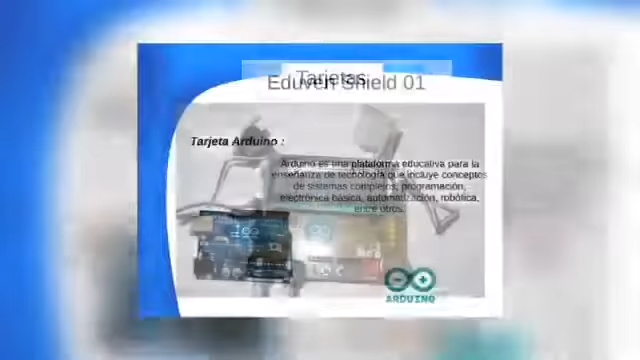 Tarjetas
Eduven Shield 01
Tarjeta Arduino :
Arduino es una plataforma educativa para la
enseñanza de tecnología que incluye conceptos
de sistemas complejos, programación,
electrónica básica, automatización, robótica,
entre otros.
ARDUINO